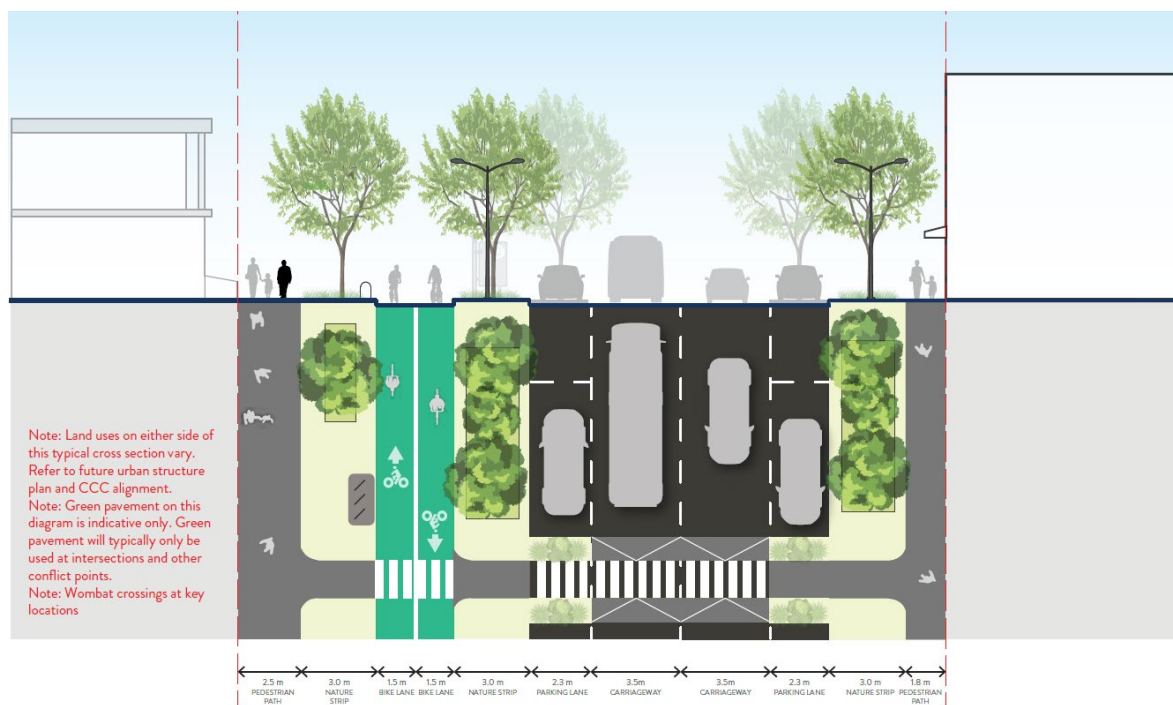 Note: Land uses on either side of
this typical cross section vary.
Refer to future urban structure
plan and CCC alignment.
Note: Green pavement on this
diagram is indicative only. Green
pavement will typically only be
used at intersections and other
conflict points.
Note: Wombat crossings at key
locations
2.5 m
PEDESTRIAN
PATH
3.0 m
NATURE
STRIP
1.5 m
BIKE LANE
1.5 m
BIKE LANE
3.0 m
NATURE STRIP
2.3 m
PARKING LANE
3.5m
CARRIAGEWAY
3.5m
CARRIAGEWAY
2.3 m
PARKING LANE
3.0 m
NATURE STRIP
1.8 m
PEDESTRIAN
PATH